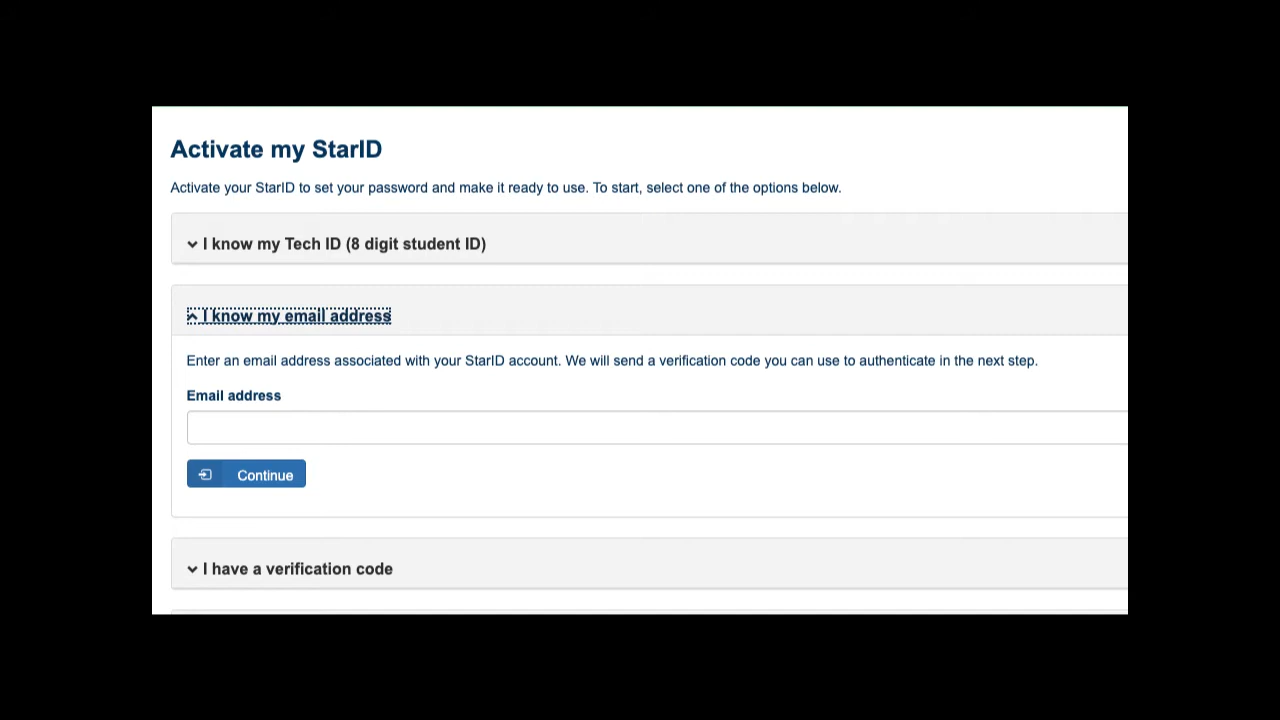 Activate my StarID
Activate your StarID to set your password and make it ready to use. To start, select one of the options below.
I know my Tech ID (8 digit student ID)
I know my email address
Enter an email address associated with your StarID account. We will send a verification code you can use to authenticate in the next step.
Email address
Continue
I have a verification code